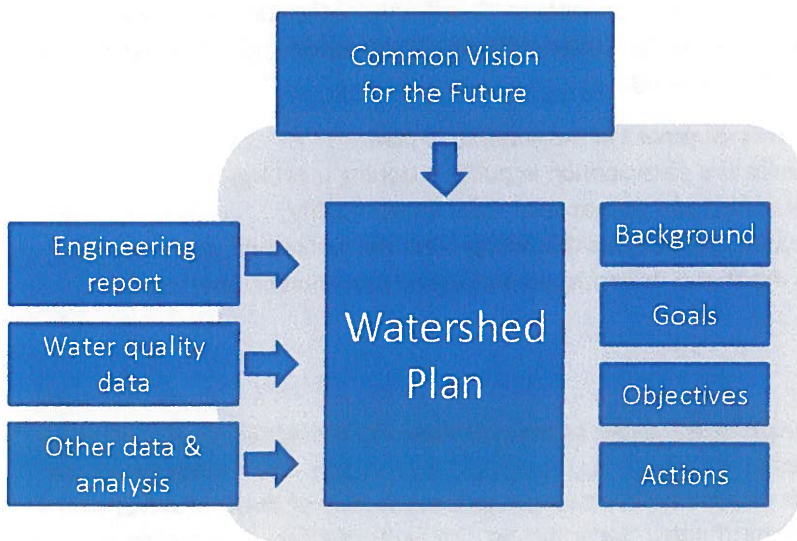 Common Vision
for the Future
Engineering
report
Water quality
data
Other data &
analysis
Watershed
Plan
Background
Goals
Objectives
Actions